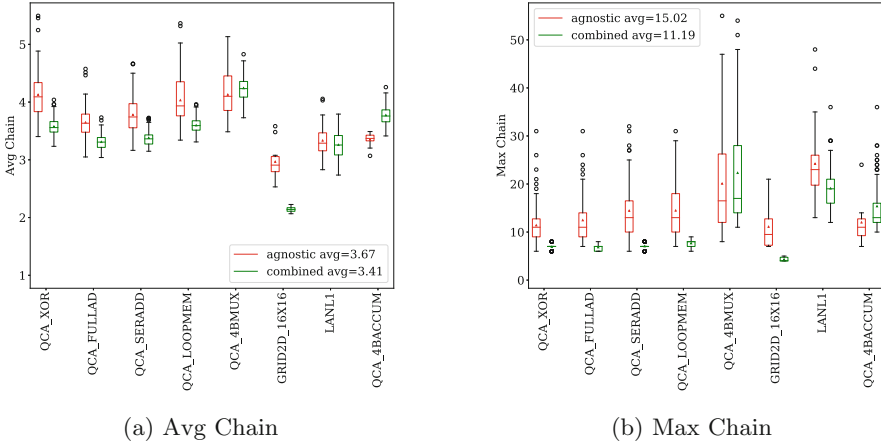 5
4
3
2
1
Avg Chain
agnostic avg=3.67
combined avg=3.41
QCA_XOR
QCA_FULLAD
QCA_SERADD
QCA_LOOPMEM
QCA_4BMUX
GRID2D_16X16
LANL1
QCA_4BACCUM
(a) Avg Chain
50
40
30
20
10
0
Max Chain
agnostic avg=15.02
combined avg=11.19
QCA_XOR
QCA_FULLAD
QCA_SERADD
QCA_LOOPMEM
QCA_4BMUX
GRID2D_16X16
LANL1
QCA_4BACCUM
(b) Max Chain